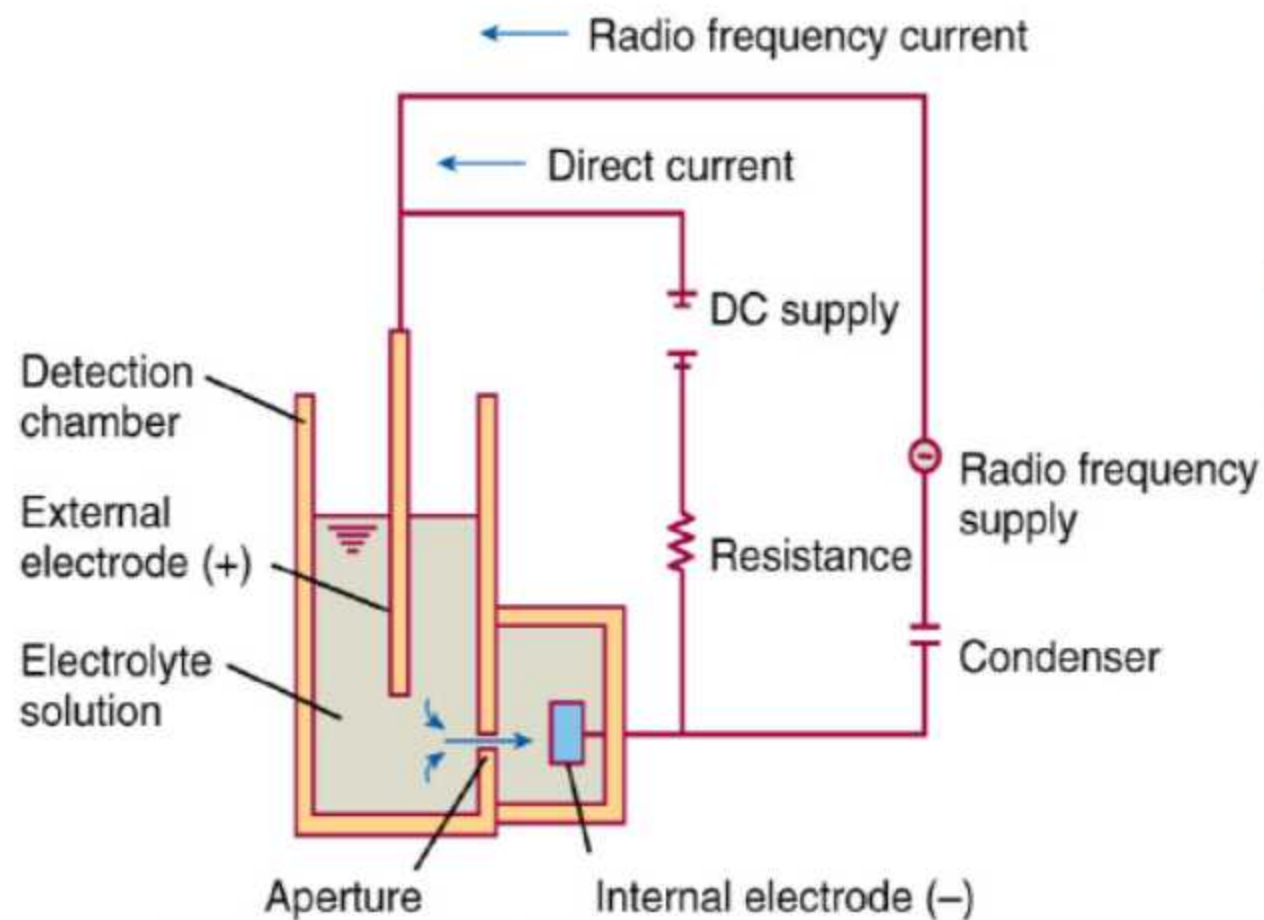 Radio frequency current
Direct current
DC supply
Detection
chamber
Radio frequency
supply
External
electrode (+)
Resistance
Electrolyte
solution
Condenser
Aperture
Internal electrode (–)